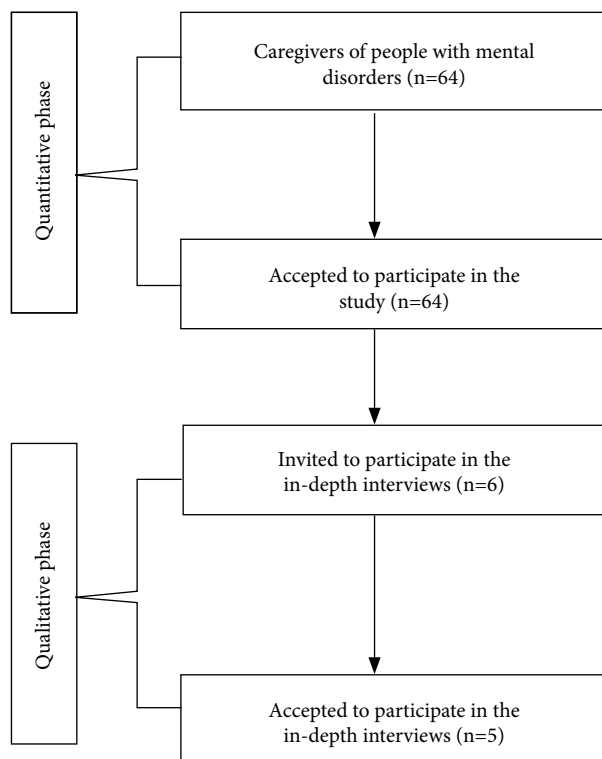 Quantitative phase
Caregivers of people with mental
disorders (n=64)
Accepted to participate in the
study (n=64)
Qualitative phase
Invited to participate in the
in-depth interviews (n=6)
Accepted to participate in the
in-depth interviews (n=5)